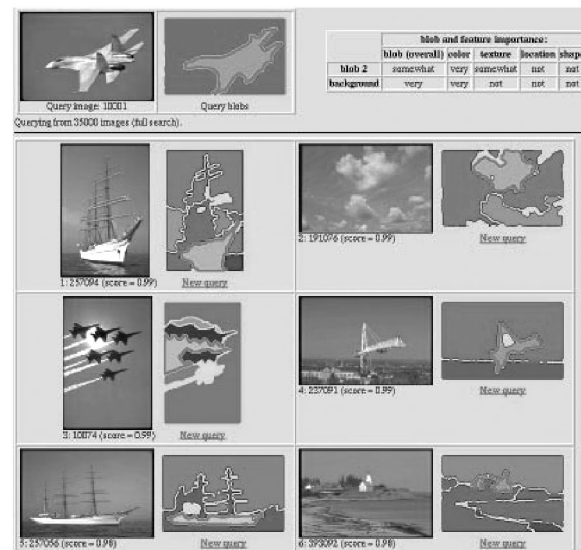 blob and feature importance:
blob (overall) color texture location shape
blob 2 somewhat very somewhat not not
background very very not not not
Query image: 10001
Query blobs
Querying from 35000 images (full search).
1: 257094 (score = 0.99)
New query
2: 191076 (score = 0.99)
New query
3: 10074 (score = 0.99)
New query
4: 237091 (score = 0.99)
New query
5: 257056 (score = 0.98)
New query
6: 393092 (score = 0.98)
New query